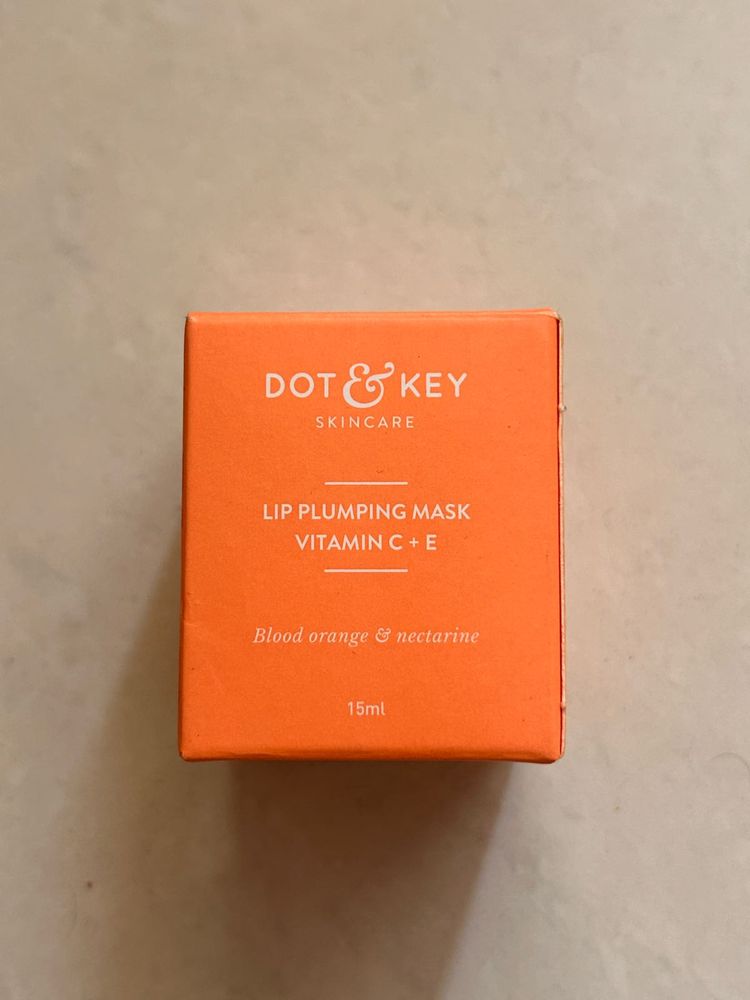 DOT & KEY
SKINCARE
LIP PLUMPING MASK
VITAMIN C + E
Blood orange & nectarine
15ml